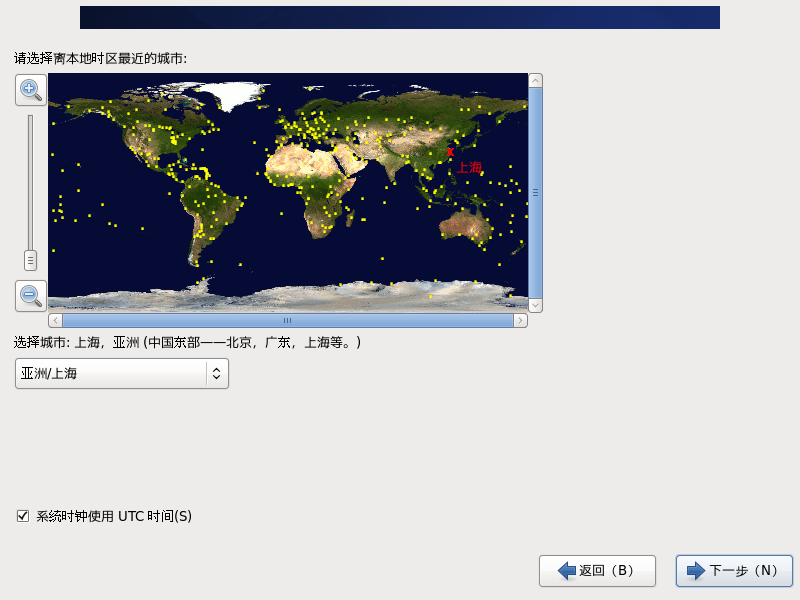 请选择离本地时区最近的城市:
上海
选择城市: 上海，亚洲 (中国东部——北京，广东，上海等。)
亚洲/上海
系统时钟使用 UTC 时间(S)
返回（B）
下一步（N）